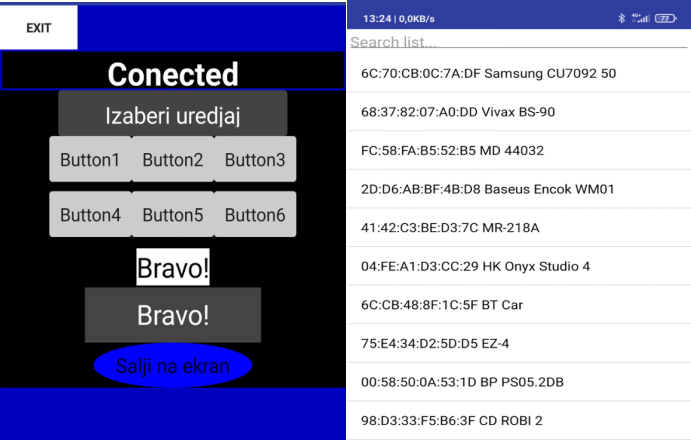 EXIT
Conected
Izaberi uredjaj
Button1 Button2 Button3
Button4 Button5 Button6
Bravo!
Bravo!
Salji na ekran
13:24 | 0,0KB/s 77
Search list...
6C:70:CB:0C:7A:DF Samsung CU7092 50
68:37:82:07:A0:DD Vivax BS-90
FC:58:FA:B5:52:B5 MD 44032
2D:D6:AB:BF:4B:D8 Baseus Encok WM01
41:42:C3:BE:D3:7C MR-218A
04:FE:A1:D3:CC:29 HK Onyx Studio 4
6C:CB:48:8F:1C:5F BT Car
75:E4:34:D2:5D:D5 EZ-4
00:58:50:0A:53:1D BP PS05.2DB
98:D3:33:F5:B6:3F CD ROBI 2